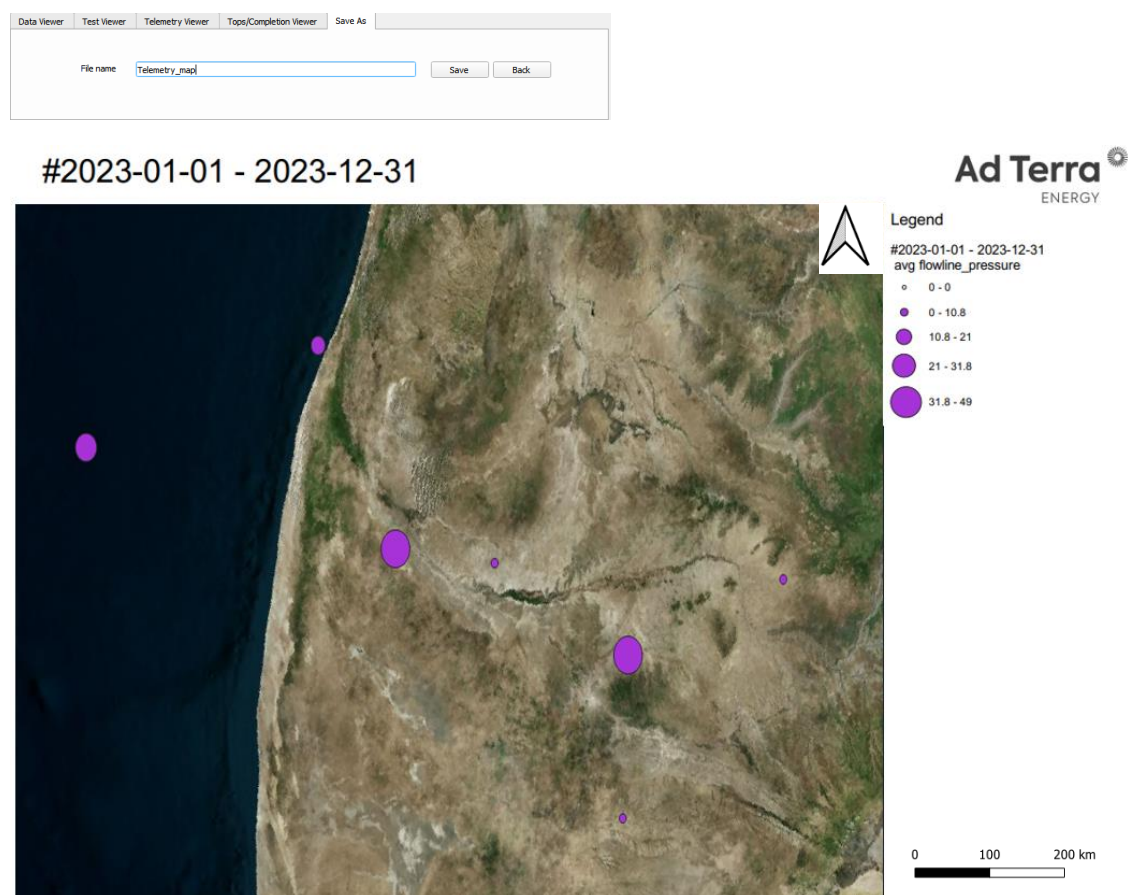 Data Viewer Test Viewer Telemetry Viewer Tops/Completion Viewer Save As
File name Telemetry_map Save Back
#2023-01-01 - 2023-12-31
Ad Terra
ENERGY
Legend
#2023-01-01 - 2023-12-31
avg flowline_pressure
0 - 0
0 - 10.8
10.8 - 21
21 - 31.8
31.8 - 49
0 100 200 km